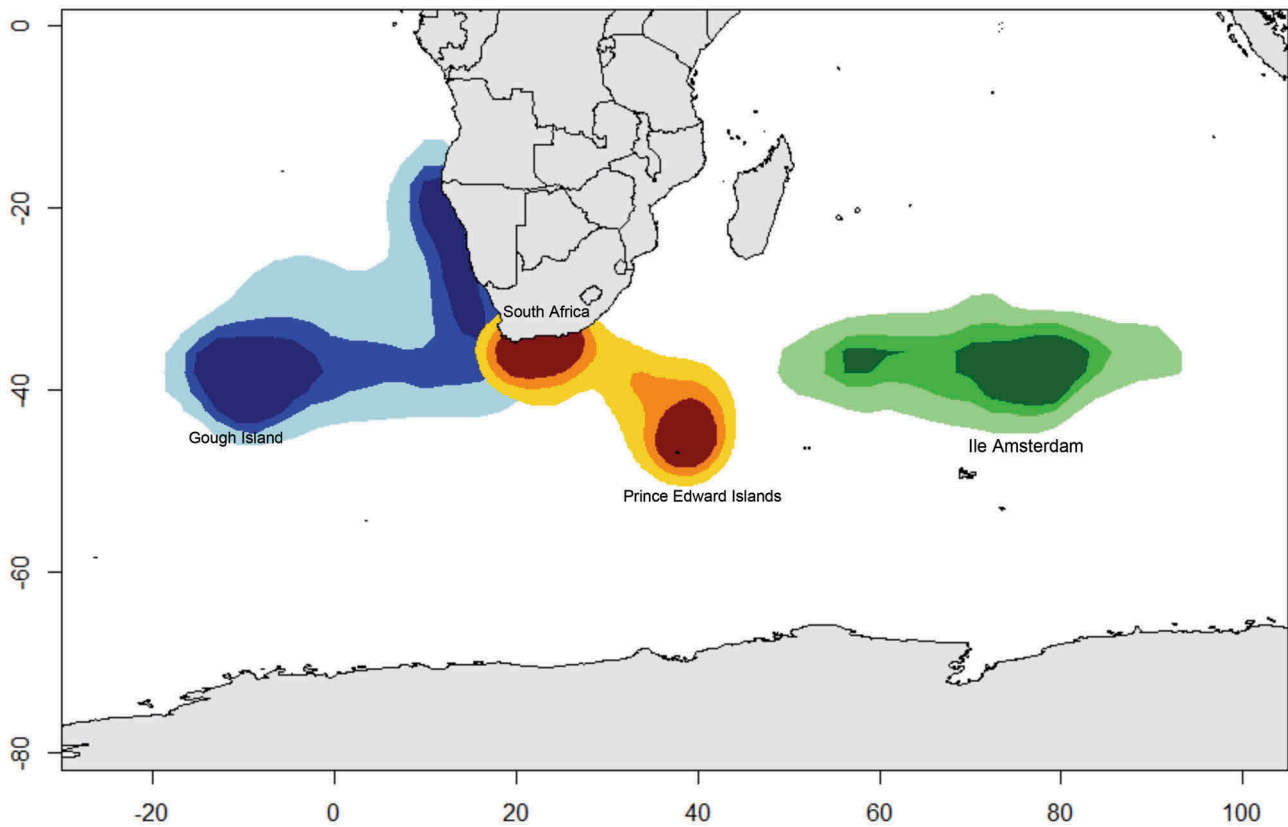 0
-20
South Africa
-40
Gough Island
Ile Amsterdam
Prince Edward Islands
-60
-80
-20 0 20 40 60 80 100